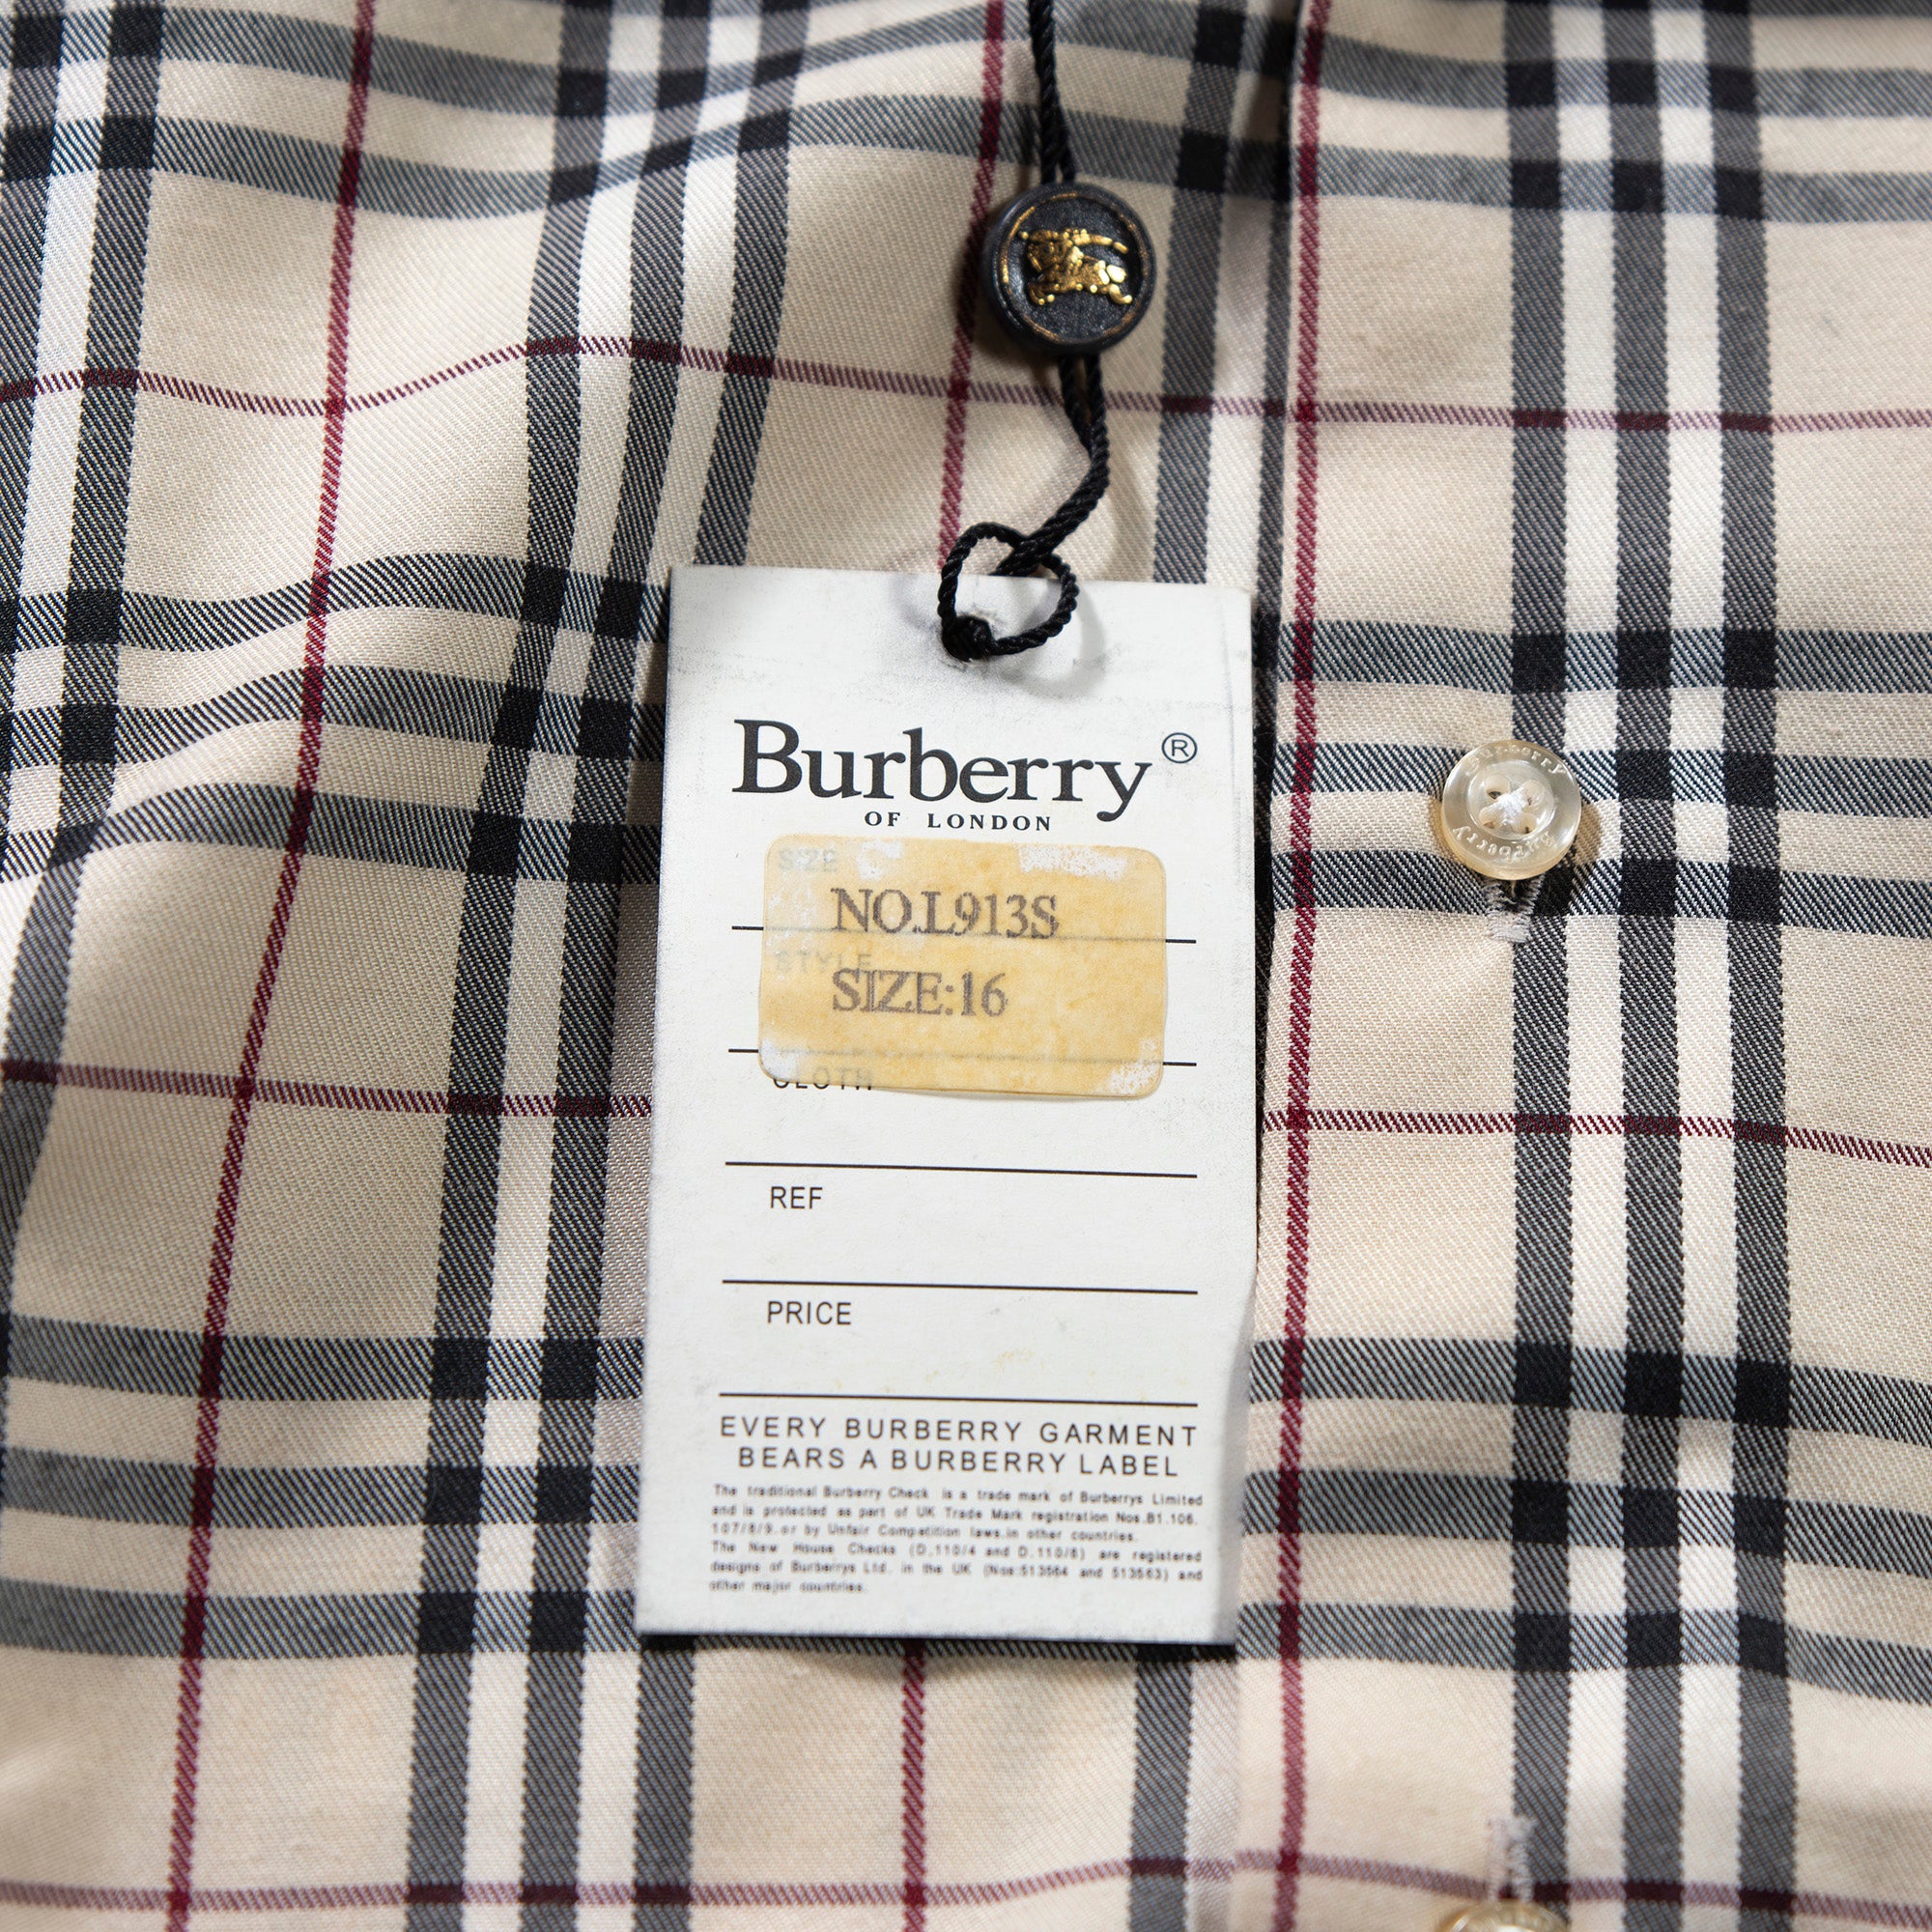 Burberry®
OF LONDON
SIZE
NO.L913S
STYLE
SIZE:16
CLOTH
REF
PRICE
EVERY BURBERRY GARMENT
BEARS A BURBERRY LABEL
The traditional Burberry Check is a trade mark of Burberrys Limited
and is protected as part of UK Trade Mark registration Nos.B1.106.
107/8/9.or by Unfair Competition laws.in other countries.
The New House Checks (D.110/4 and D.110/6) are registered
designs of Burberrys Ltd. in the UK (Nos:513564 and 513563) and
other major countries.
Burberry
Burberry